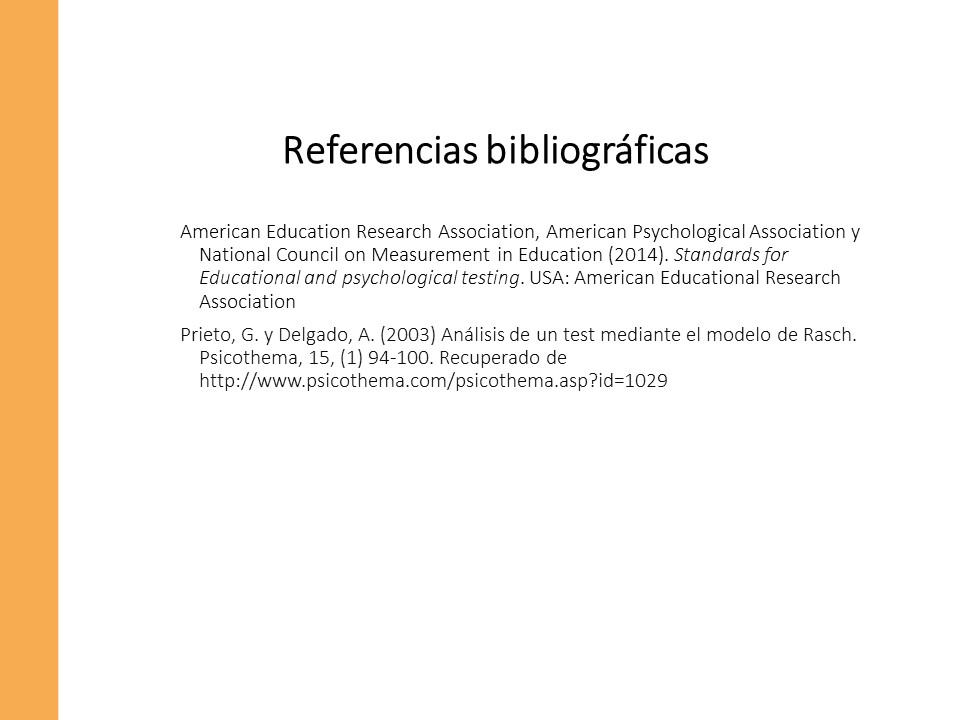 Referencias bibliográficas
American Education Research Association, American Psychological Association y
National Council on Measurement in Education (2014). Standards for
Educational and psychological testing. USA: American Educational Research
Association
Prieto, G. y Delgado, A. (2003) Análisis de un test mediante el modelo de Rasch.
Psicothema, 15, (1) 94-100. Recuperado de
http://www.psicothema.com/psicothema.asp?id=1029